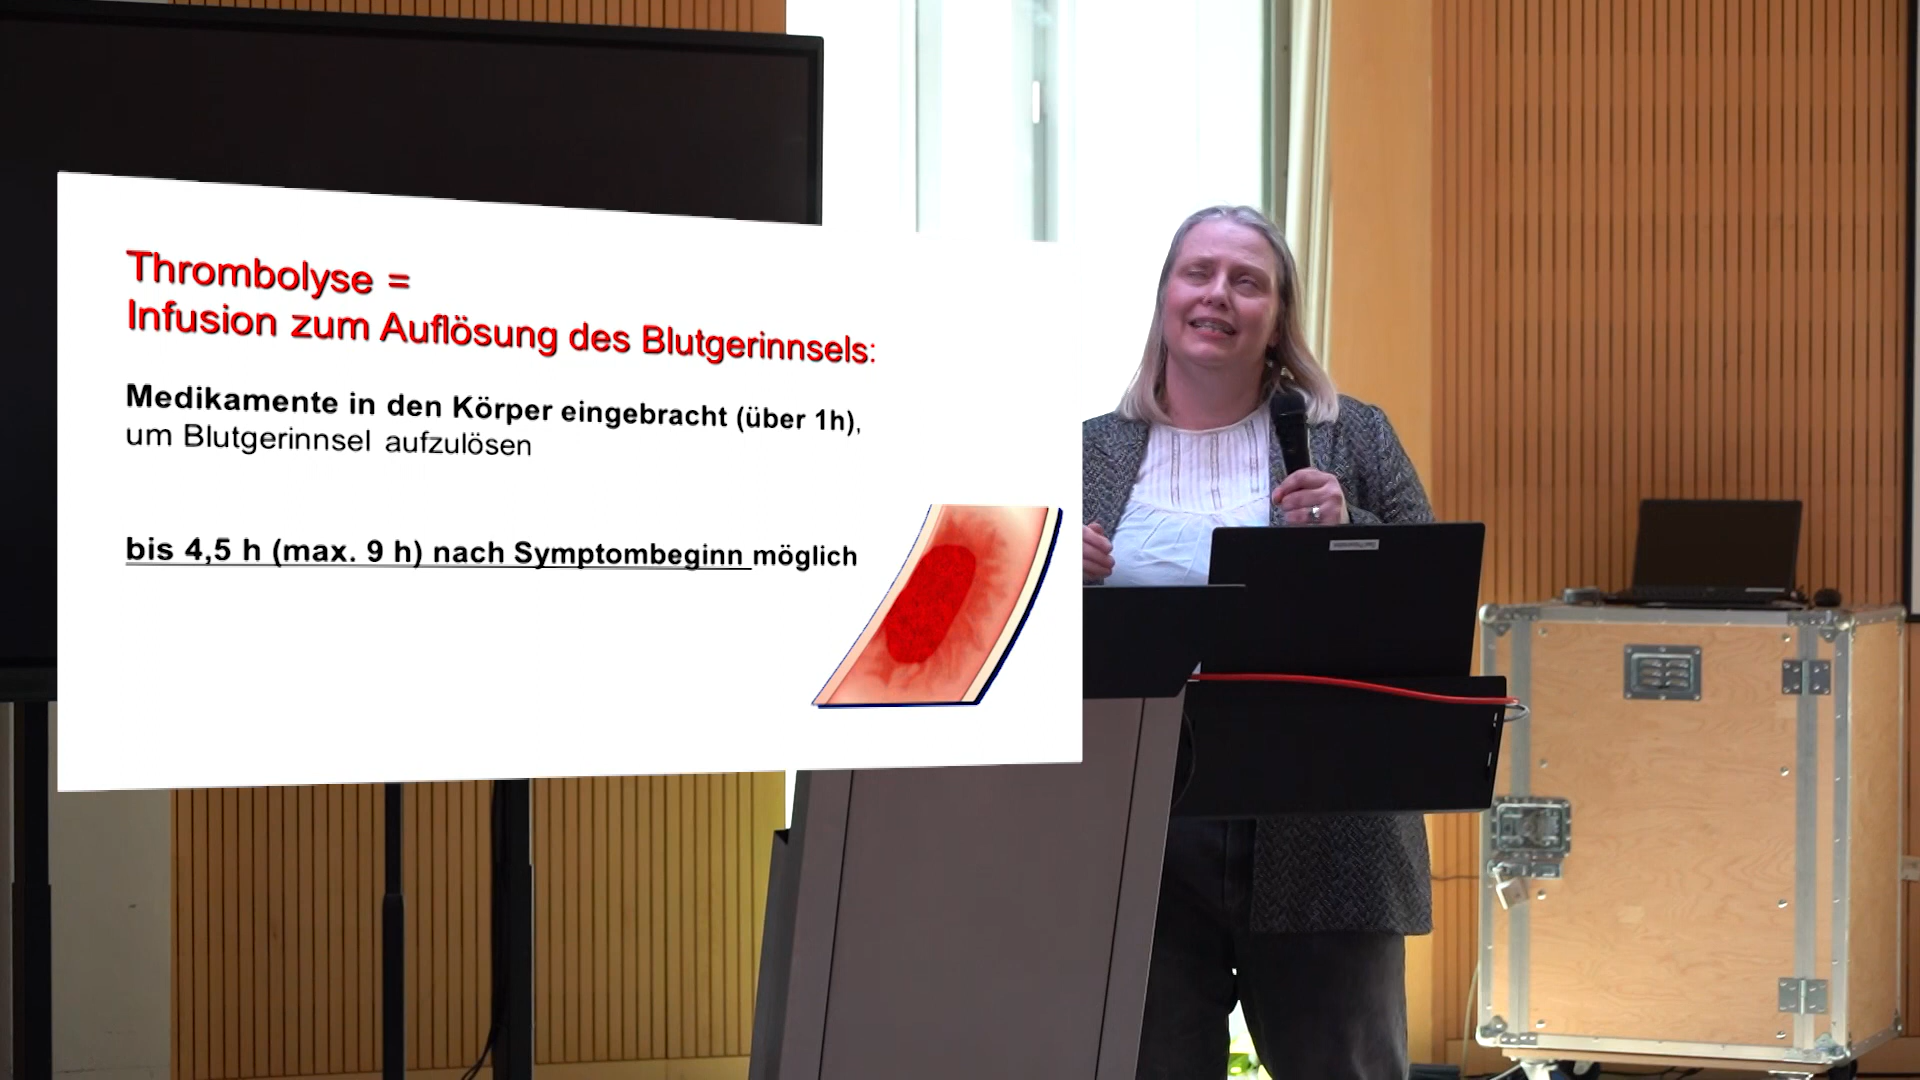 Thrombolyse =
Infusion zum Auflösung des Blutgerinnsels:
Medikamente in den Körper eingebracht (über 1h),
um Blutgerinnsel aufzulösen
bis 4,5 h (max. 9 h) nach Symptombeginn möglich